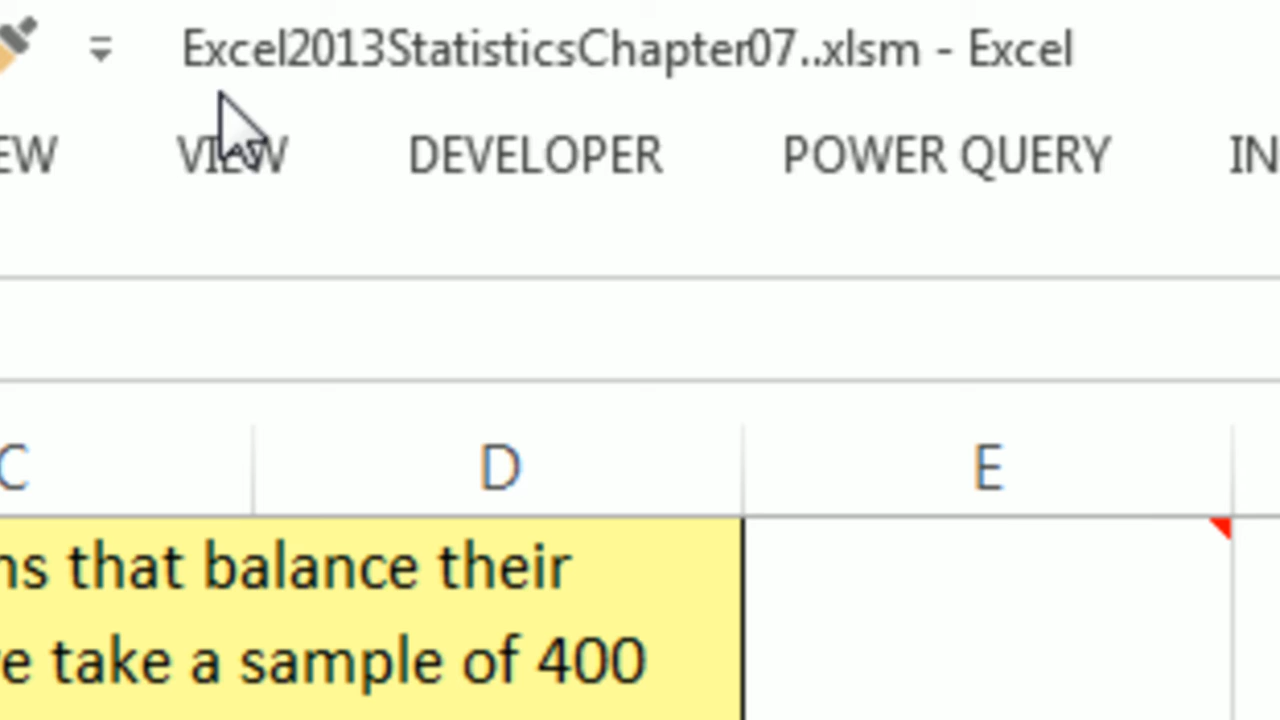 Excel2013StatisticsChapter07..xlsm - Excel
EW VIEW DEVELOPER POWER QUERY IN
C D E
ns that balance their
e take a sample of 400